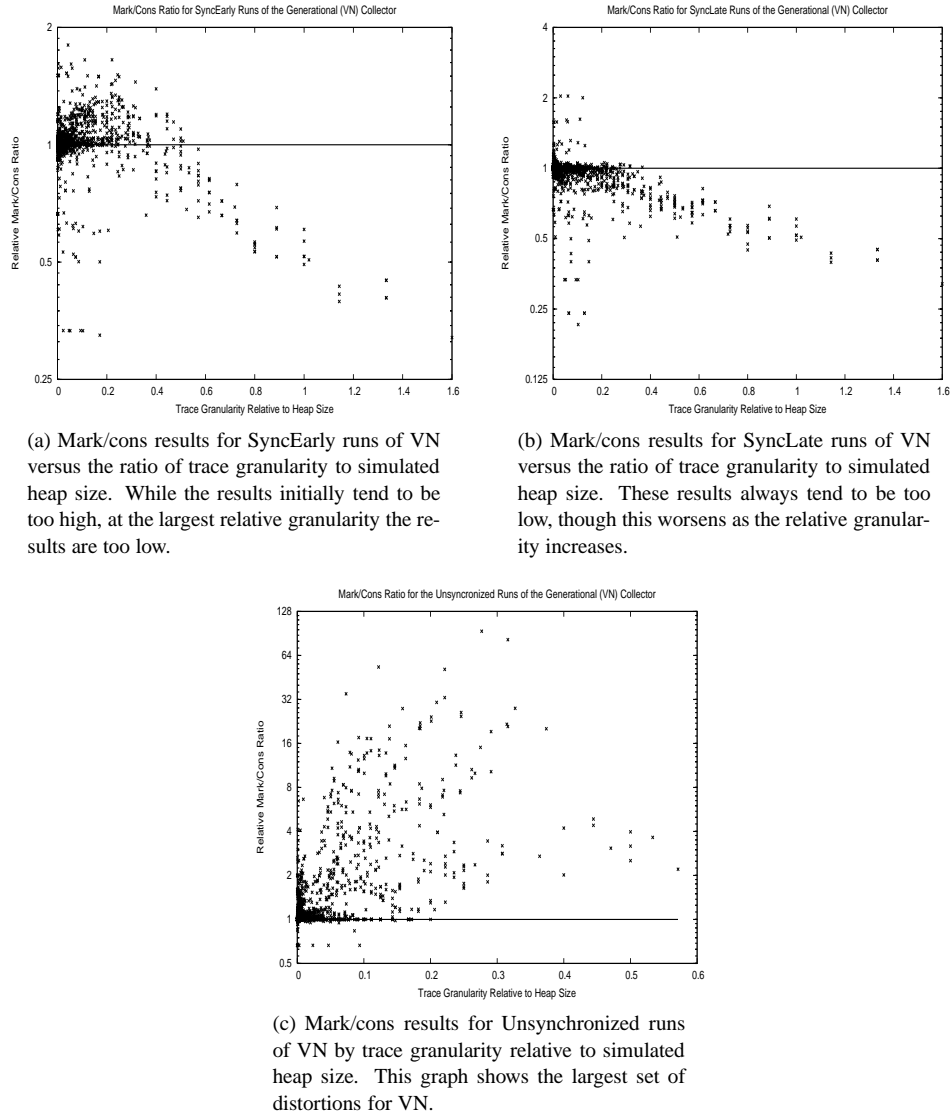 Mark/Cons Ratio for SyncEarly Runs of the Generational (VN) Collector
2
1
0.5
0.25
Relative Mark/Cons Ratio
0 0.2 0.4 0.6 0.8 1 1.2 1.4 1.6
Trace Granularity Relative to Heap Size
(a) Mark/cons results for SyncEarly runs of VN
versus the ratio of trace granularity to simulated
heap size. While the results initially tend to be
too high, at the largest relative granularity the re-
sults are too low.
Mark/Cons Ratio for SyncLate Runs of the Generational (VN) Collector
4
2
1
0.5
0.25
0.125
Relative Mark/Cons Ratio
0 0.2 0.4 0.6 0.8 1 1.2 1.4 1.6
Trace Granularity Relative to Heap Size
(b) Mark/cons results for SyncLate runs of VN
versus the ratio of trace granularity to simulated
heap size. These results always tend to be too
low, though this worsens as the relative granular-
ity increases.
Mark/Cons Ratio for the Unsyncronized Runs of the Generational (VN) Collector
128
64
32
16
8
4
2
1
0.5
Relative Mark/Cons Ratio
0 0.1 0.2 0.3 0.4 0.5 0.6
Trace Granularity Relative to Heap Size
(c) Mark/cons results for Unsynchronized runs
of VN by trace granularity relative to simulated
heap size. This graph shows the largest set of
distortions for VN.